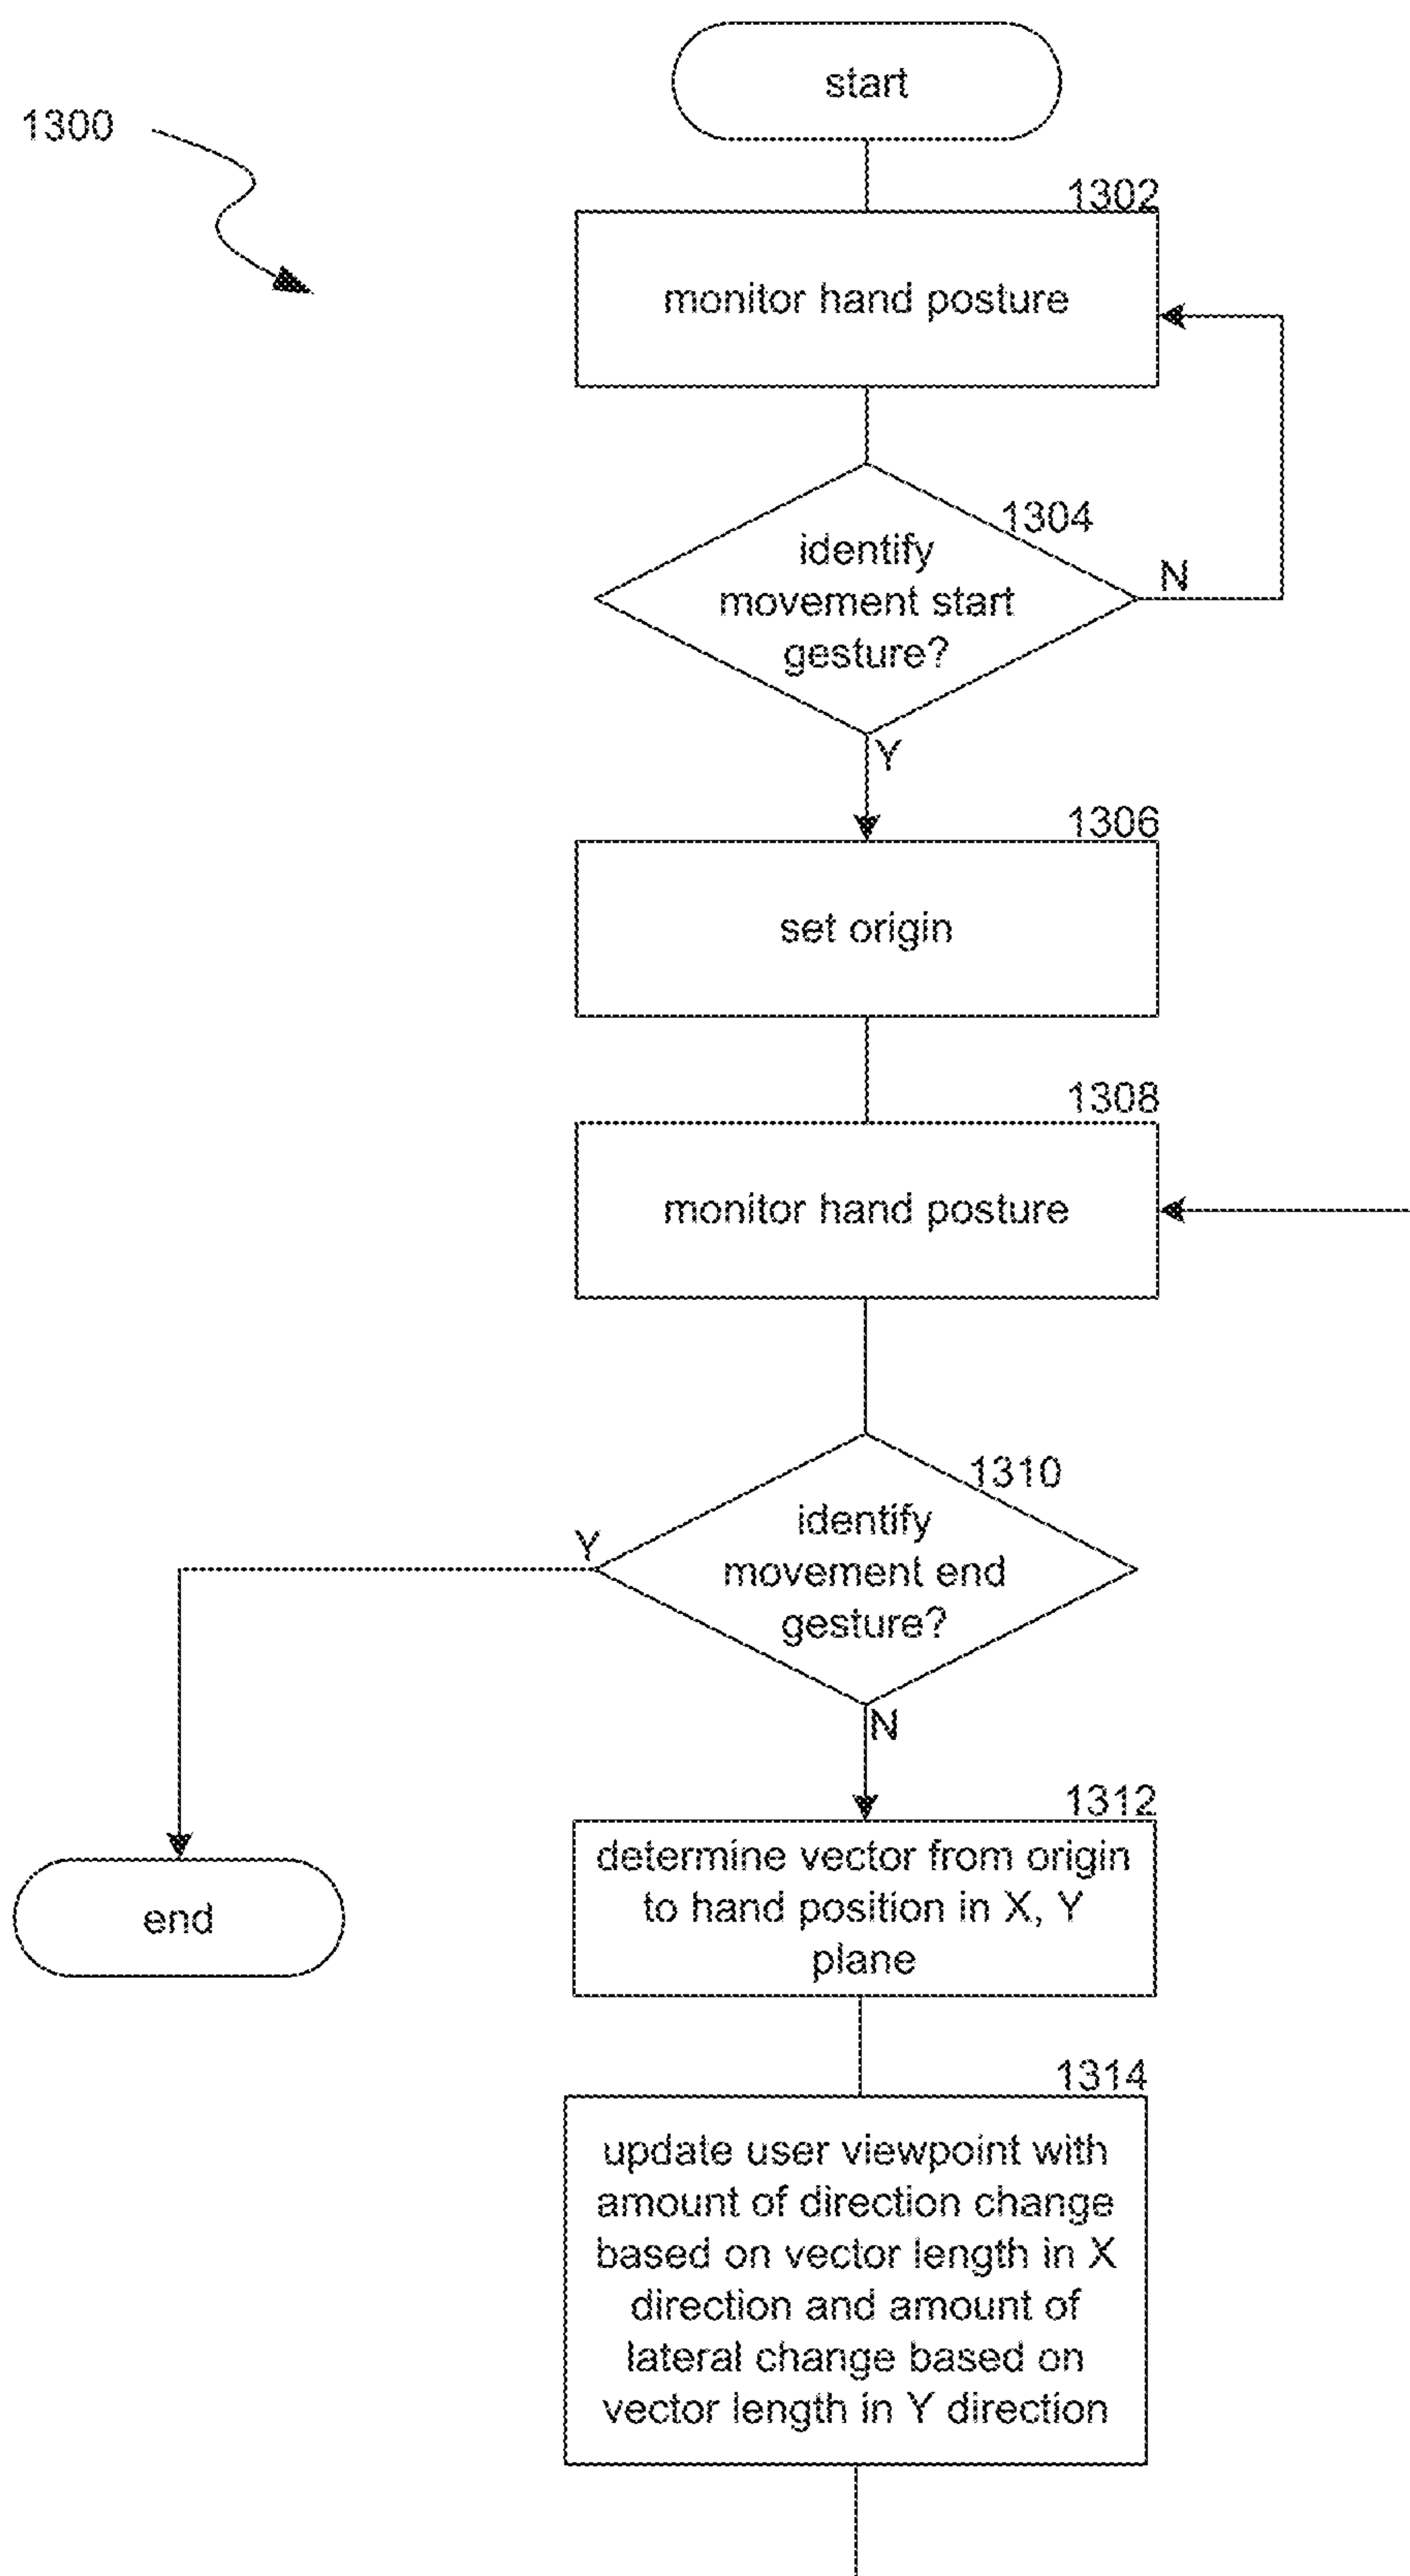 start
1300
1302
monitor hand posture
1304
identify
movement start
gesture?
N
Y
1306
set origin
1308
monitor hand posture
1310
identify
movement end
gesture?
Y
N
1312
determine vector from origin
to hand position in X, Y
plane
end
1314
update user viewpoint with
amount of direction change
based on vector length in X
direction and amount of
lateral change based on
vector length in Y direction